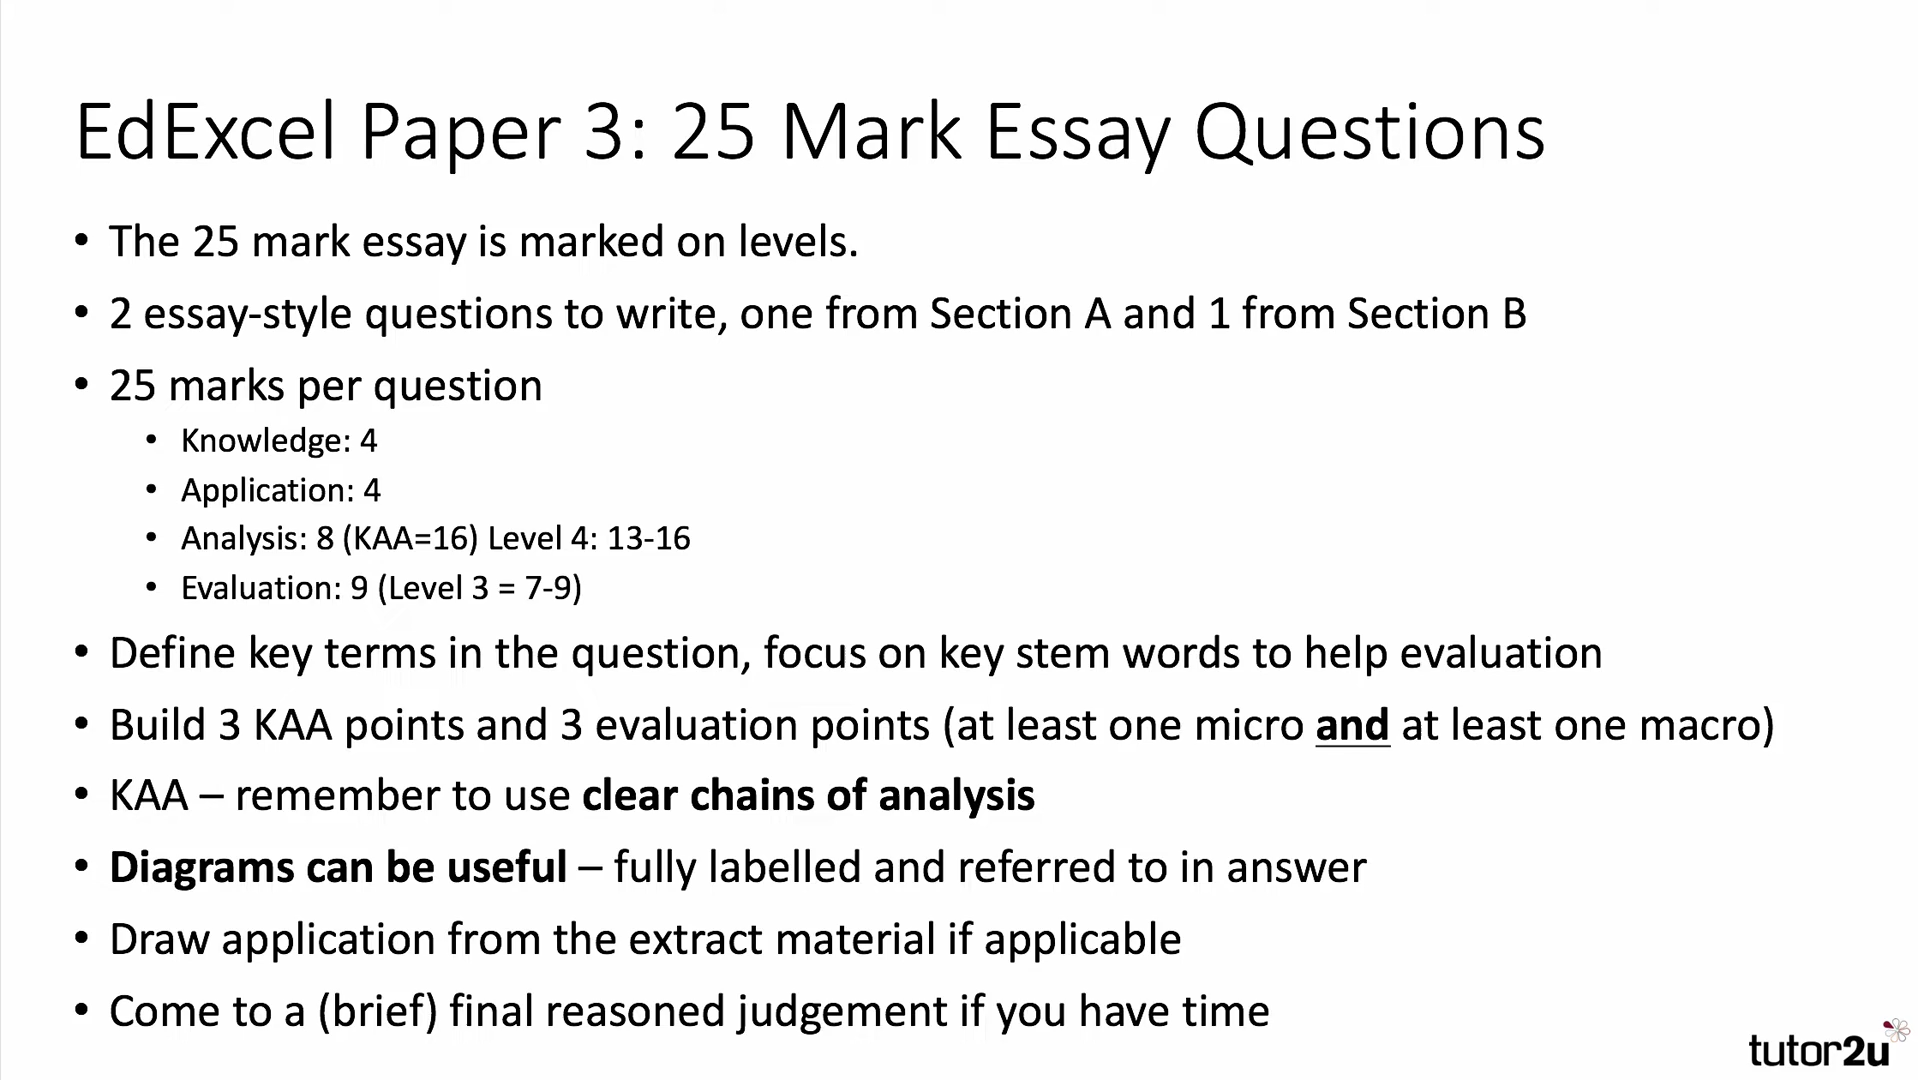 EdExcel Paper 3: 25 Mark Essay Questions
• The 25 mark essay is marked on levels.
• 2 essay-style questions to write, one from Section A and 1 from Section B
• 25 marks per question
• Knowledge: 4
• Application: 4
• Analysis: 8 (KAA=16) Level 4: 13-16
• Evaluation: 9 (Level 3 = 7-9)
• Define key terms in the question, focus on key stem words to help evaluation
• Build 3 KAA points and 3 evaluation points (at least one micro and at least one macro)
• KAA – remember to use clear chains of analysis
• Diagrams can be useful – fully labelled and referred to in answer
• Draw application from the extract material if applicable
• Come to a (brief) final reasoned judgement if you have time
tutor2u